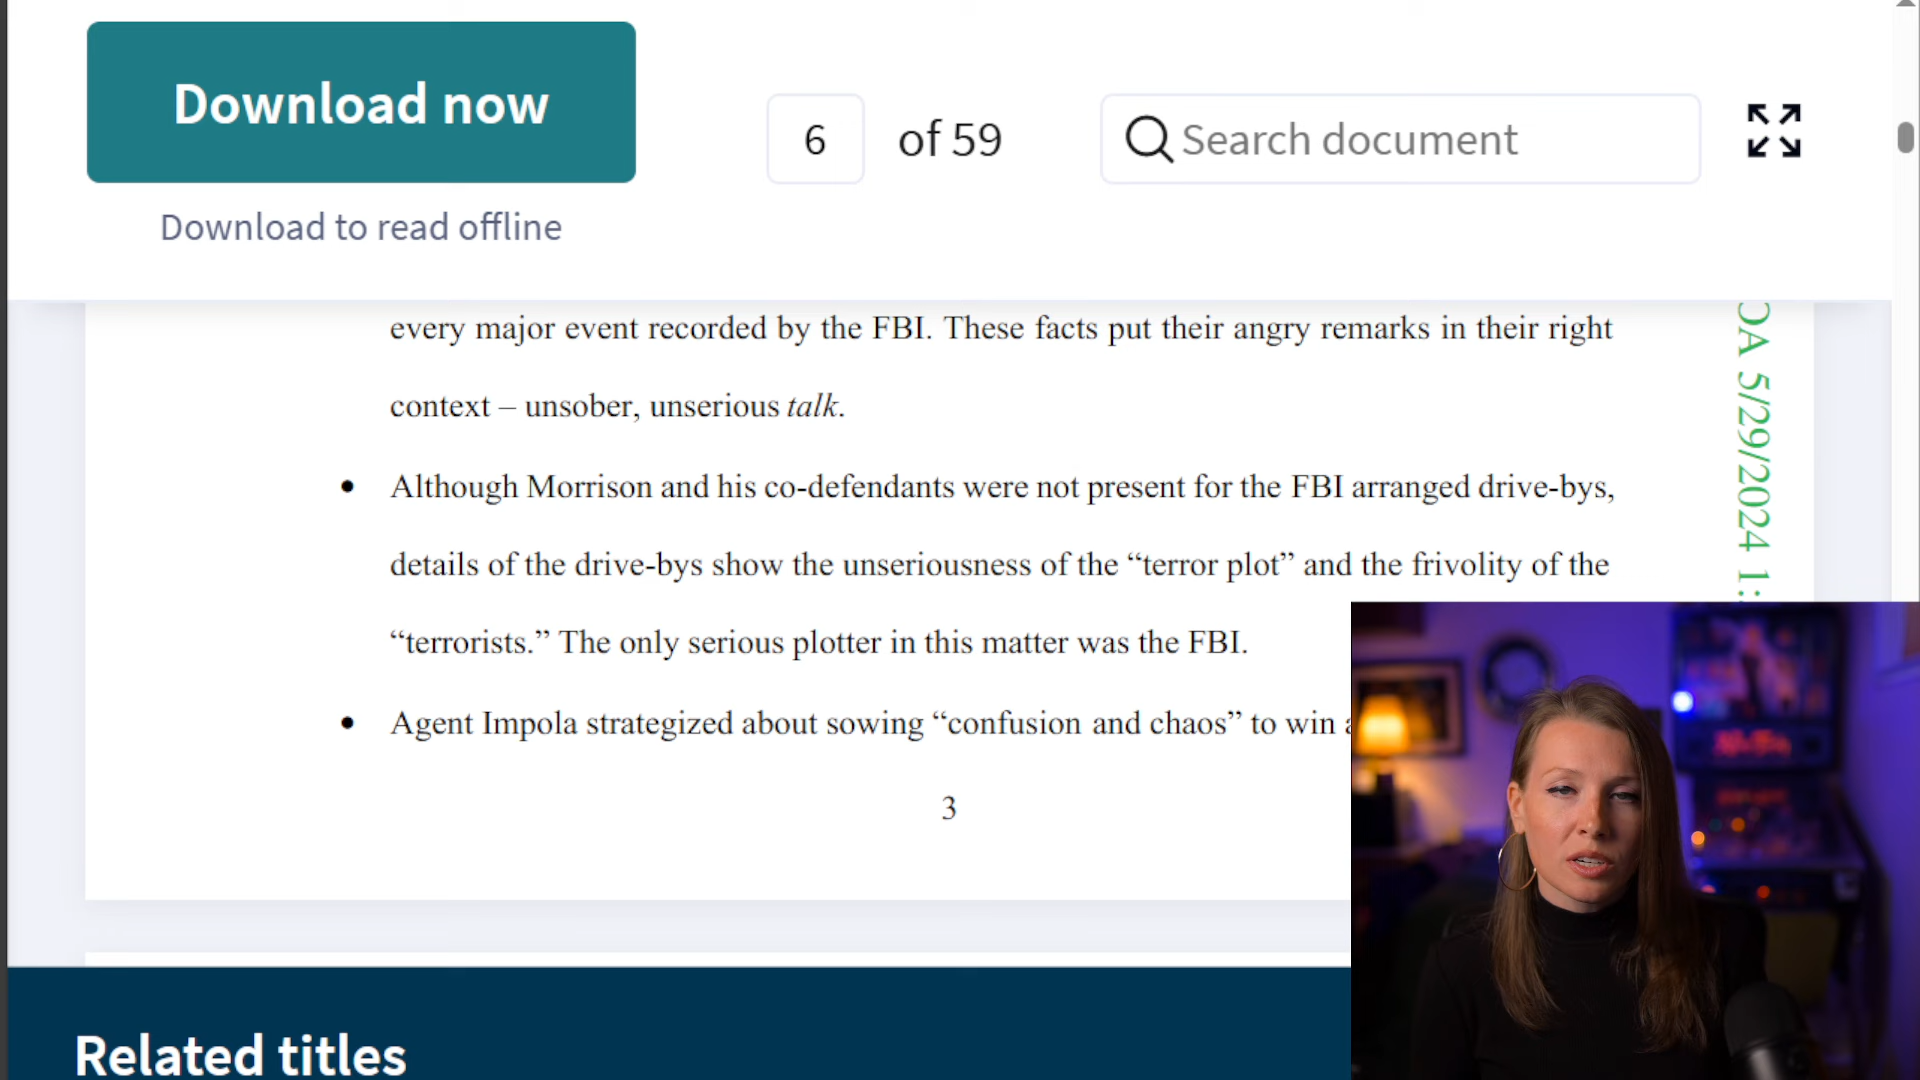 Download now
Download to read offline
6 of 59
Search document
every major event recorded by the FBI. These facts put their angry remarks in their right
context – unsober, unserious talk.
• Although Morrison and his co-defendants were not present for the FBI arranged drive-bys,
details of the drive-bys show the unseriousness of the “terror plot” and the frivolity of the
“terrorists.” The only serious plotter in this matter was the FBI.
• Agent Impola strategized about sowing “confusion and chaos” to win
3
5/29/2024
Related titles